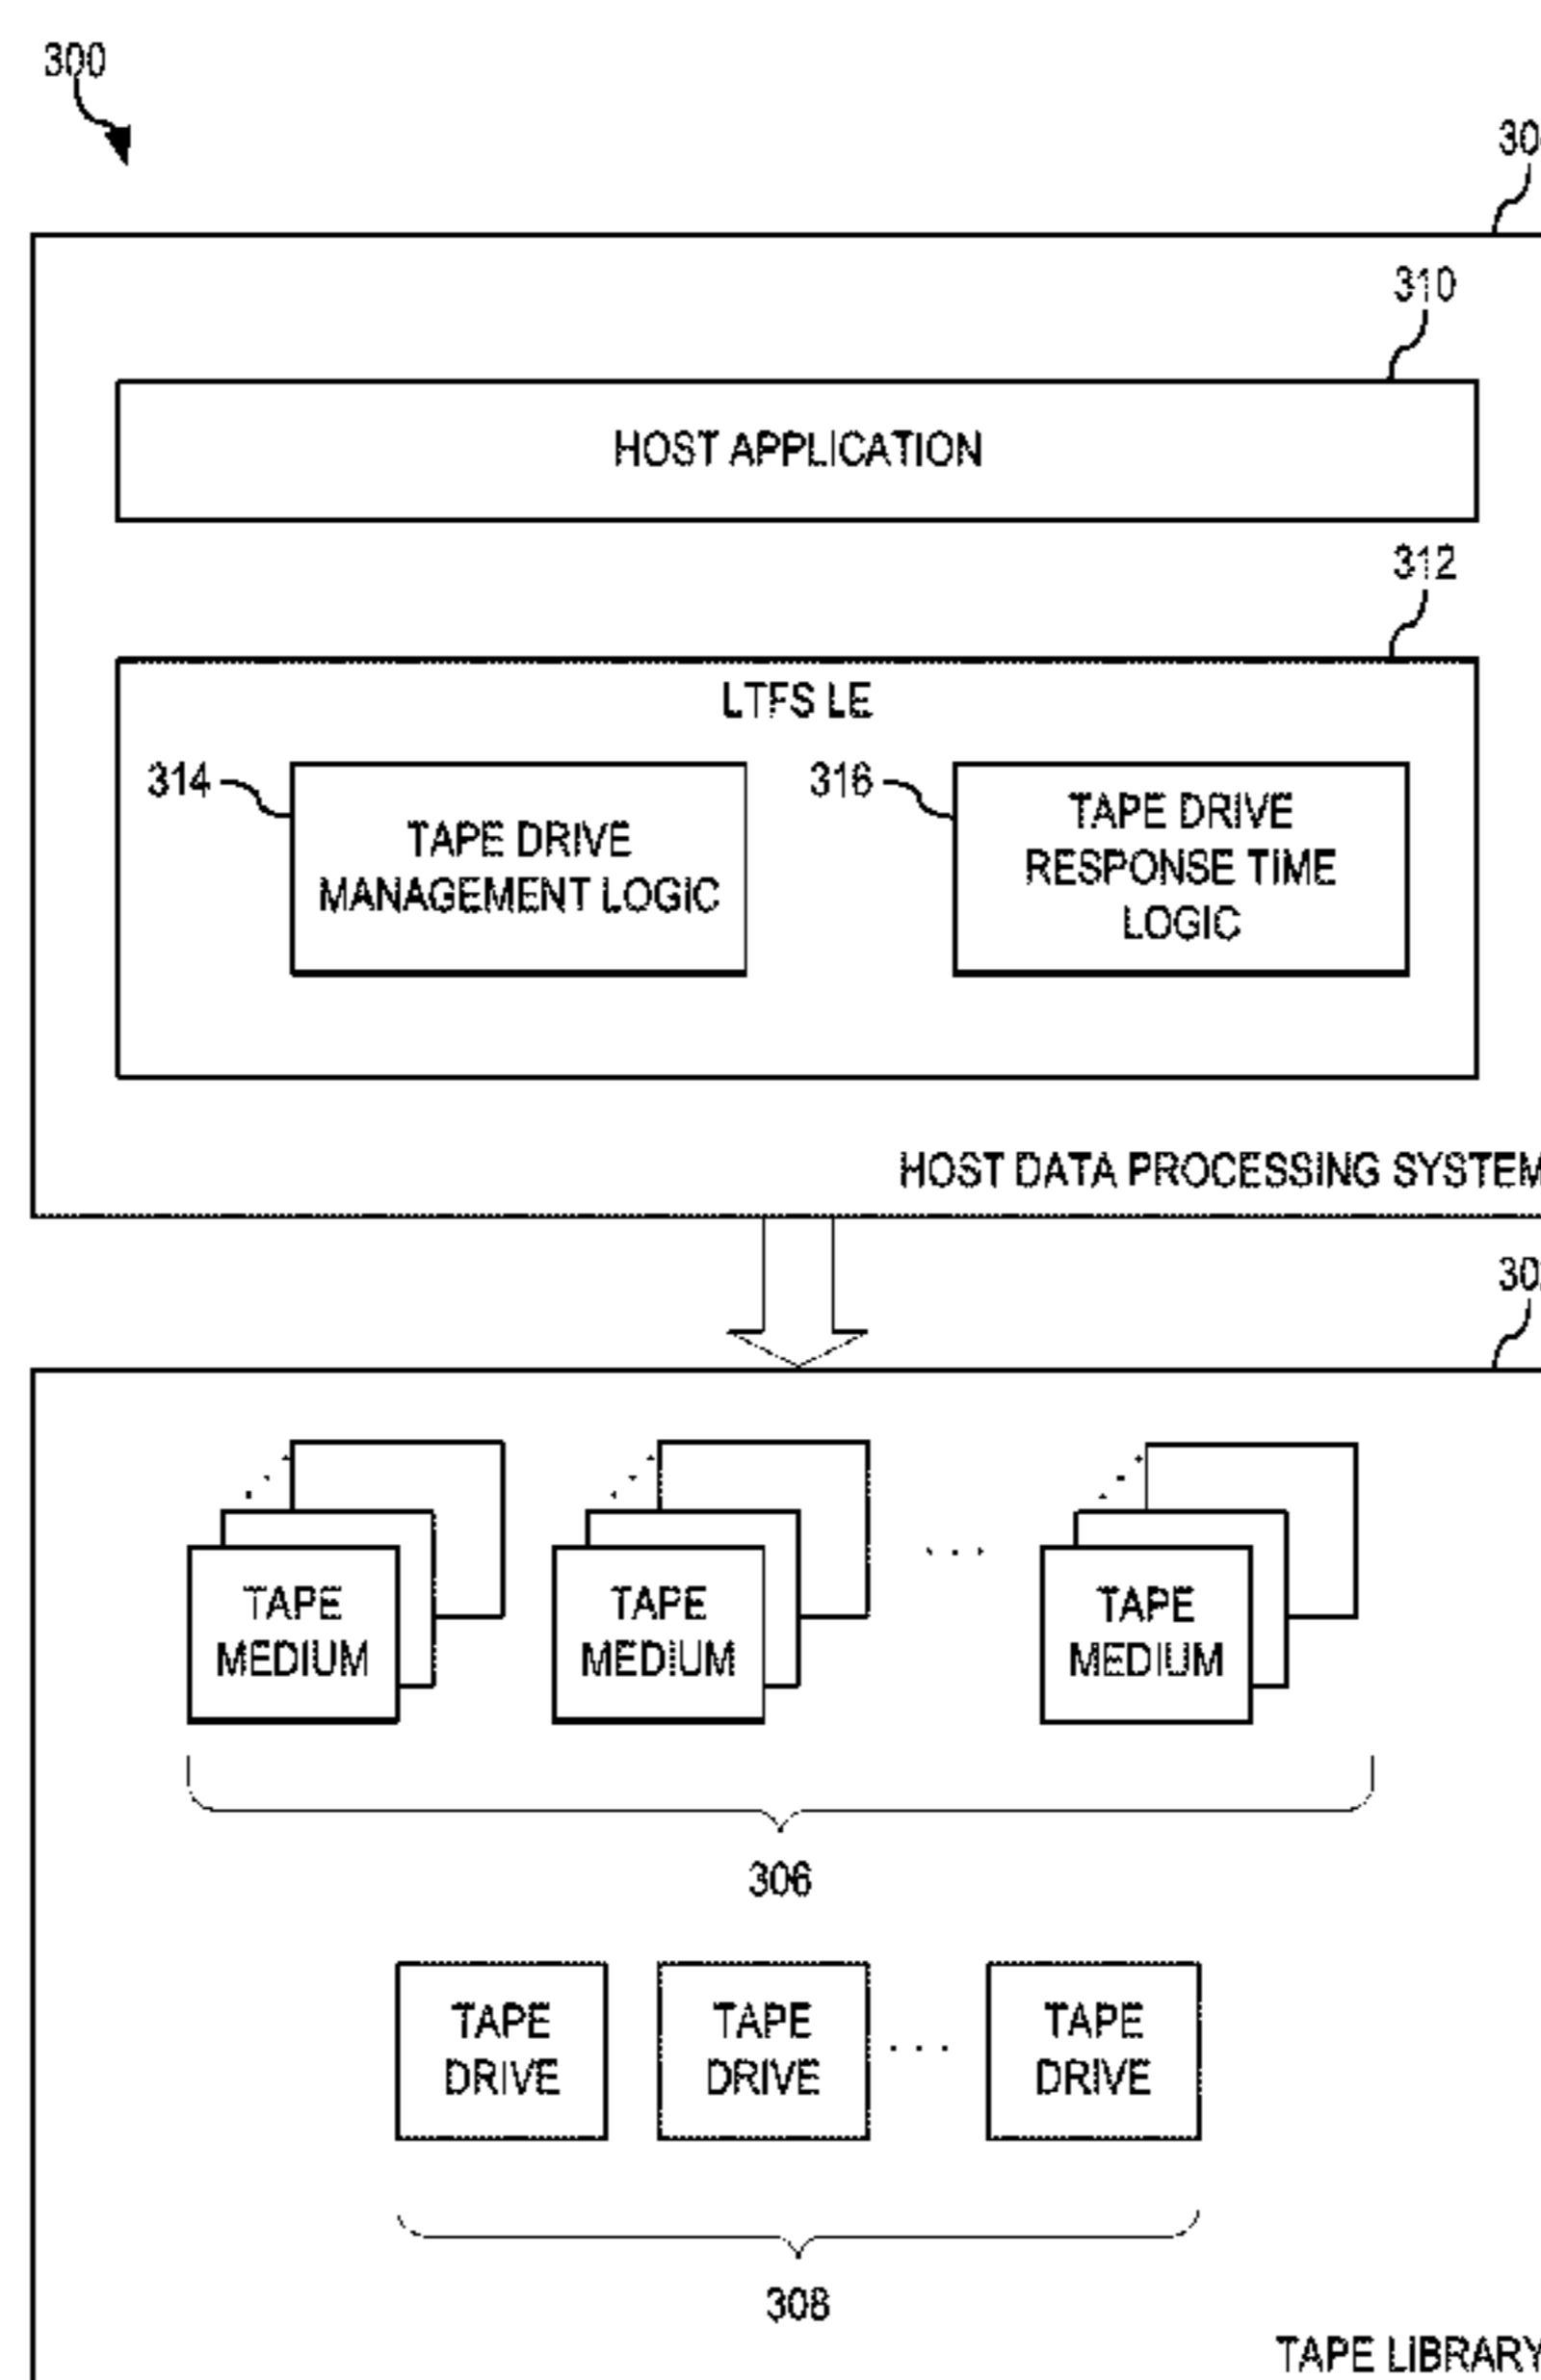 300
310
HOST APPLICATION
312
LTFS LE
314
TAPE DRIVE
MANAGEMENT LOGIC
316
TAPE DRIVE
RESPONSE TIME
LOGIC
HOST DATA PROCESSING SYSTEM
TAPE
MEDIUM
TAPE
MEDIUM
. . .
TAPE
MEDIUM
306
TAPE
DRIVE
TAPE
DRIVE
. . .
TAPE
DRIVE
308
TAPE LIBRARY